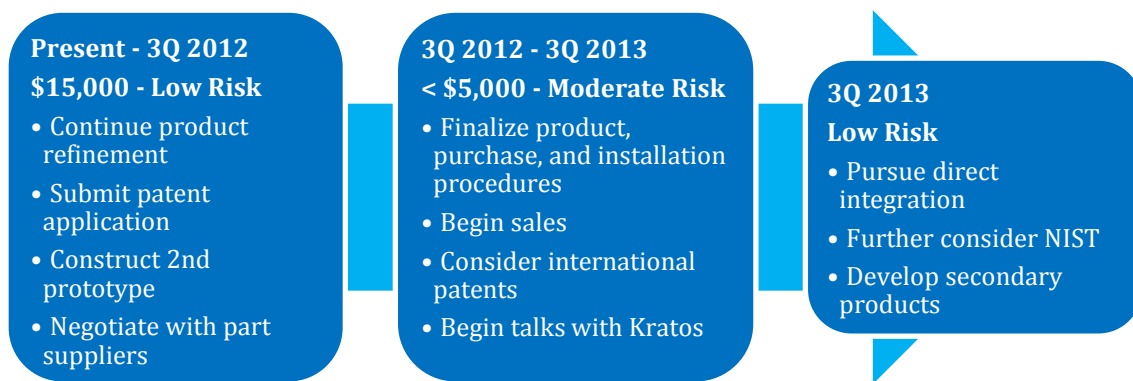 Present - 3Q 2012
$15,000 - Low Risk
• Continue product
refinement
• Submit patent
application
• Construct 2nd
prototype
• Negotiate with part
suppliers
3Q 2012 - 3Q 2013
< $5,000 - Moderate Risk
• Finalize product,
purchase, and installation
procedures
• Begin sales
• Consider international
patents
• Begin talks with Kratos
3Q 2013
Low Risk
• Pursue direct
integration
• Further consider NIST
• Develop secondary
products